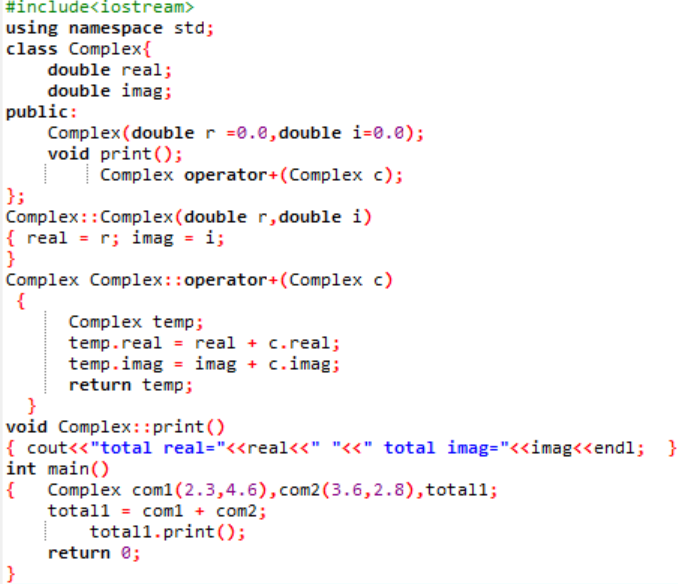 #include<iostream>
using namespace std;
class Complex{
double real;
double imag;
public:
Complex(double r =0.0,double i=0.0);
void print();
Complex operator+(Complex c);
};
Complex::Complex(double r,double i)
{ real = r; imag = i;
}
Complex Complex::operator+(Complex c)
{
Complex temp;
temp.real = real + c.real;
temp.imag = imag + c.imag;
return temp;
}
void Complex::print()
{ cout<<"total real="<<real<<" "<<" total imag="<<imag<<endl; }
int main()
{ Complex com1(2.3,4.6),com2(3.6,2.8),total1;
total1 = com1 + com2;
total1.print();
return 0;
}